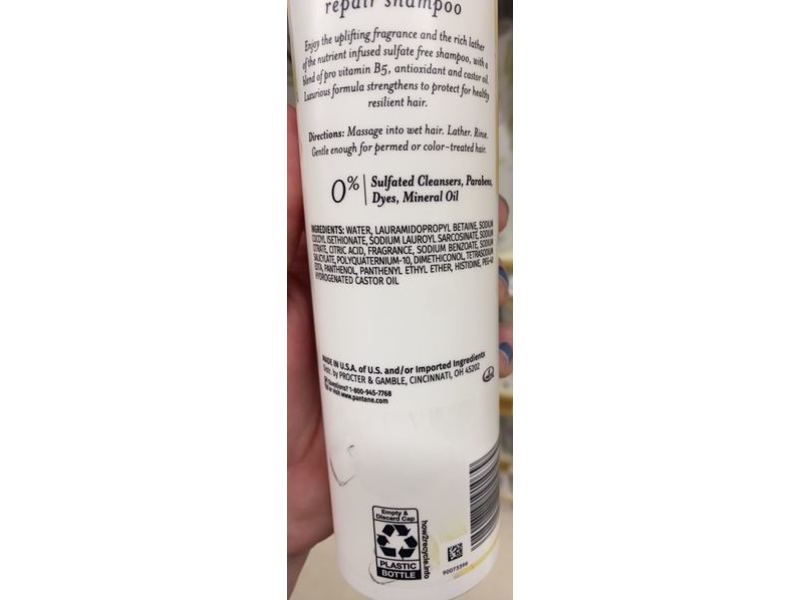 repair shampoo
Enjoy the uplifting fragrance and the rich lather
of the nutrient infused sulfate free shampoo, with a
blend of pro vitamin B5, antioxidant and castor oil.
Luxurious formula strengthens to protect for healthy
resilient hair.
Directions: Massage into wet hair. Lather. Rinse.
Gentle enough for permed or color-treated hair.
0% Sulfated Cleansers, Parabens,
Dyes, Mineral Oil
INGREDIENTS: WATER, LAURAMIDOPROPYL BETAINE, SODIUM
COCOYL ISETHIONATE, SODIUM LAUROYL SARCOSINATE, SODIUM
CITRATE, CITRIC ACID, FRAGRANCE, SODIUM BENZOATE, SODIUM
SALICYLATE, POLYQUATERNIUM-10, DIMETHICONOL, TETRASODIUM
EDTA, PANTHENOL, PANTHENYL ETHYL ETHER, HISTIDINE, PEG-40
HYDROGENATED CASTOR OIL
MADE IN U.S.A. of U.S. and/or Imported Ingredients
Distr. by PROCTER & GAMBLE, CINCINNATI, OH 45202
Questions? 1-800-945-7768
or visit www.pantene.com
Empty &
Discard Cap
PLASTIC
BOTTLE
how2recycle.info
90073394